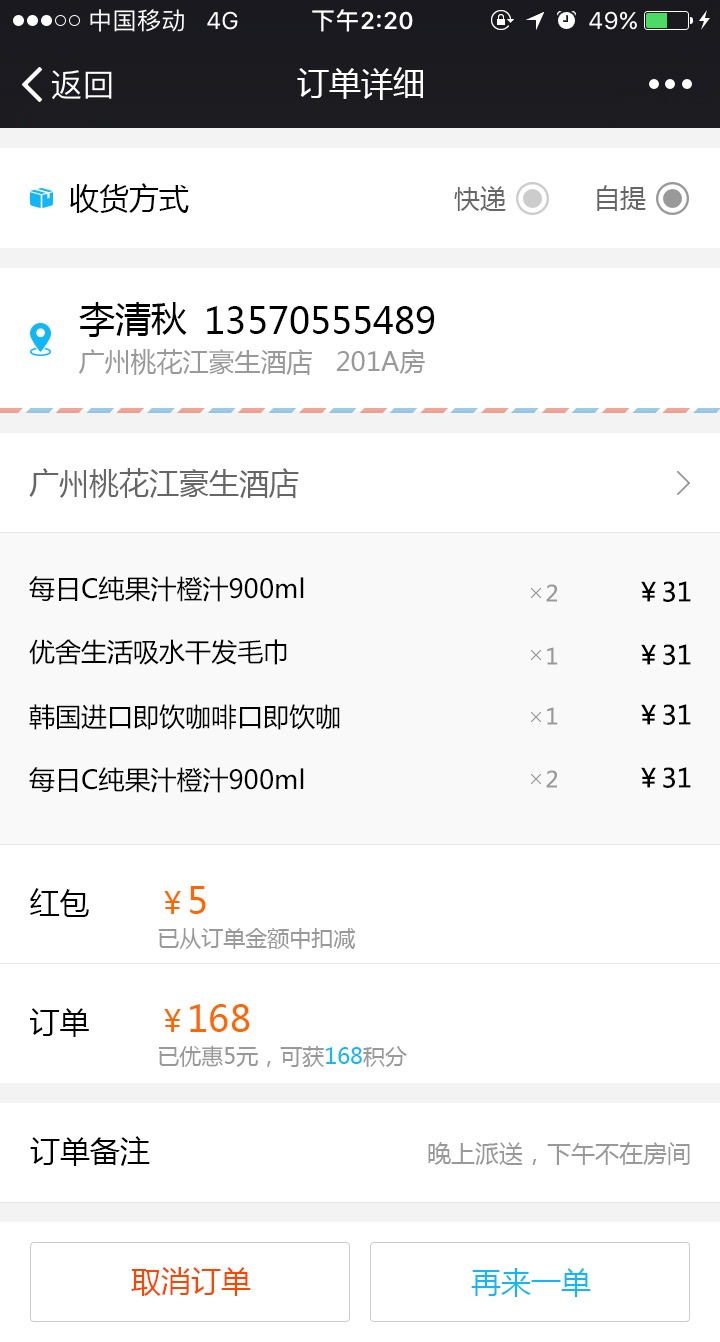 中国移动 4G 下午2:20 49%
返回 订单详细
收货方式 快递 自提
李清秋 13570555489
广州桃花江豪生酒店 201A房
广州桃花江豪生酒店
每日C纯果汁橙汁900ml ×2 ¥31
优舍生活吸水干发毛巾 ×1 ¥31
韩国进口即饮咖啡口即饮咖 ×1 ¥31
每日C纯果汁橙汁900ml ×2 ¥31
红包 ¥5
已从订单金额中扣减
订单 ¥168
已优惠5元，可获168积分
订单备注 晚上派送，下午不在房间
取消订单 再来一单